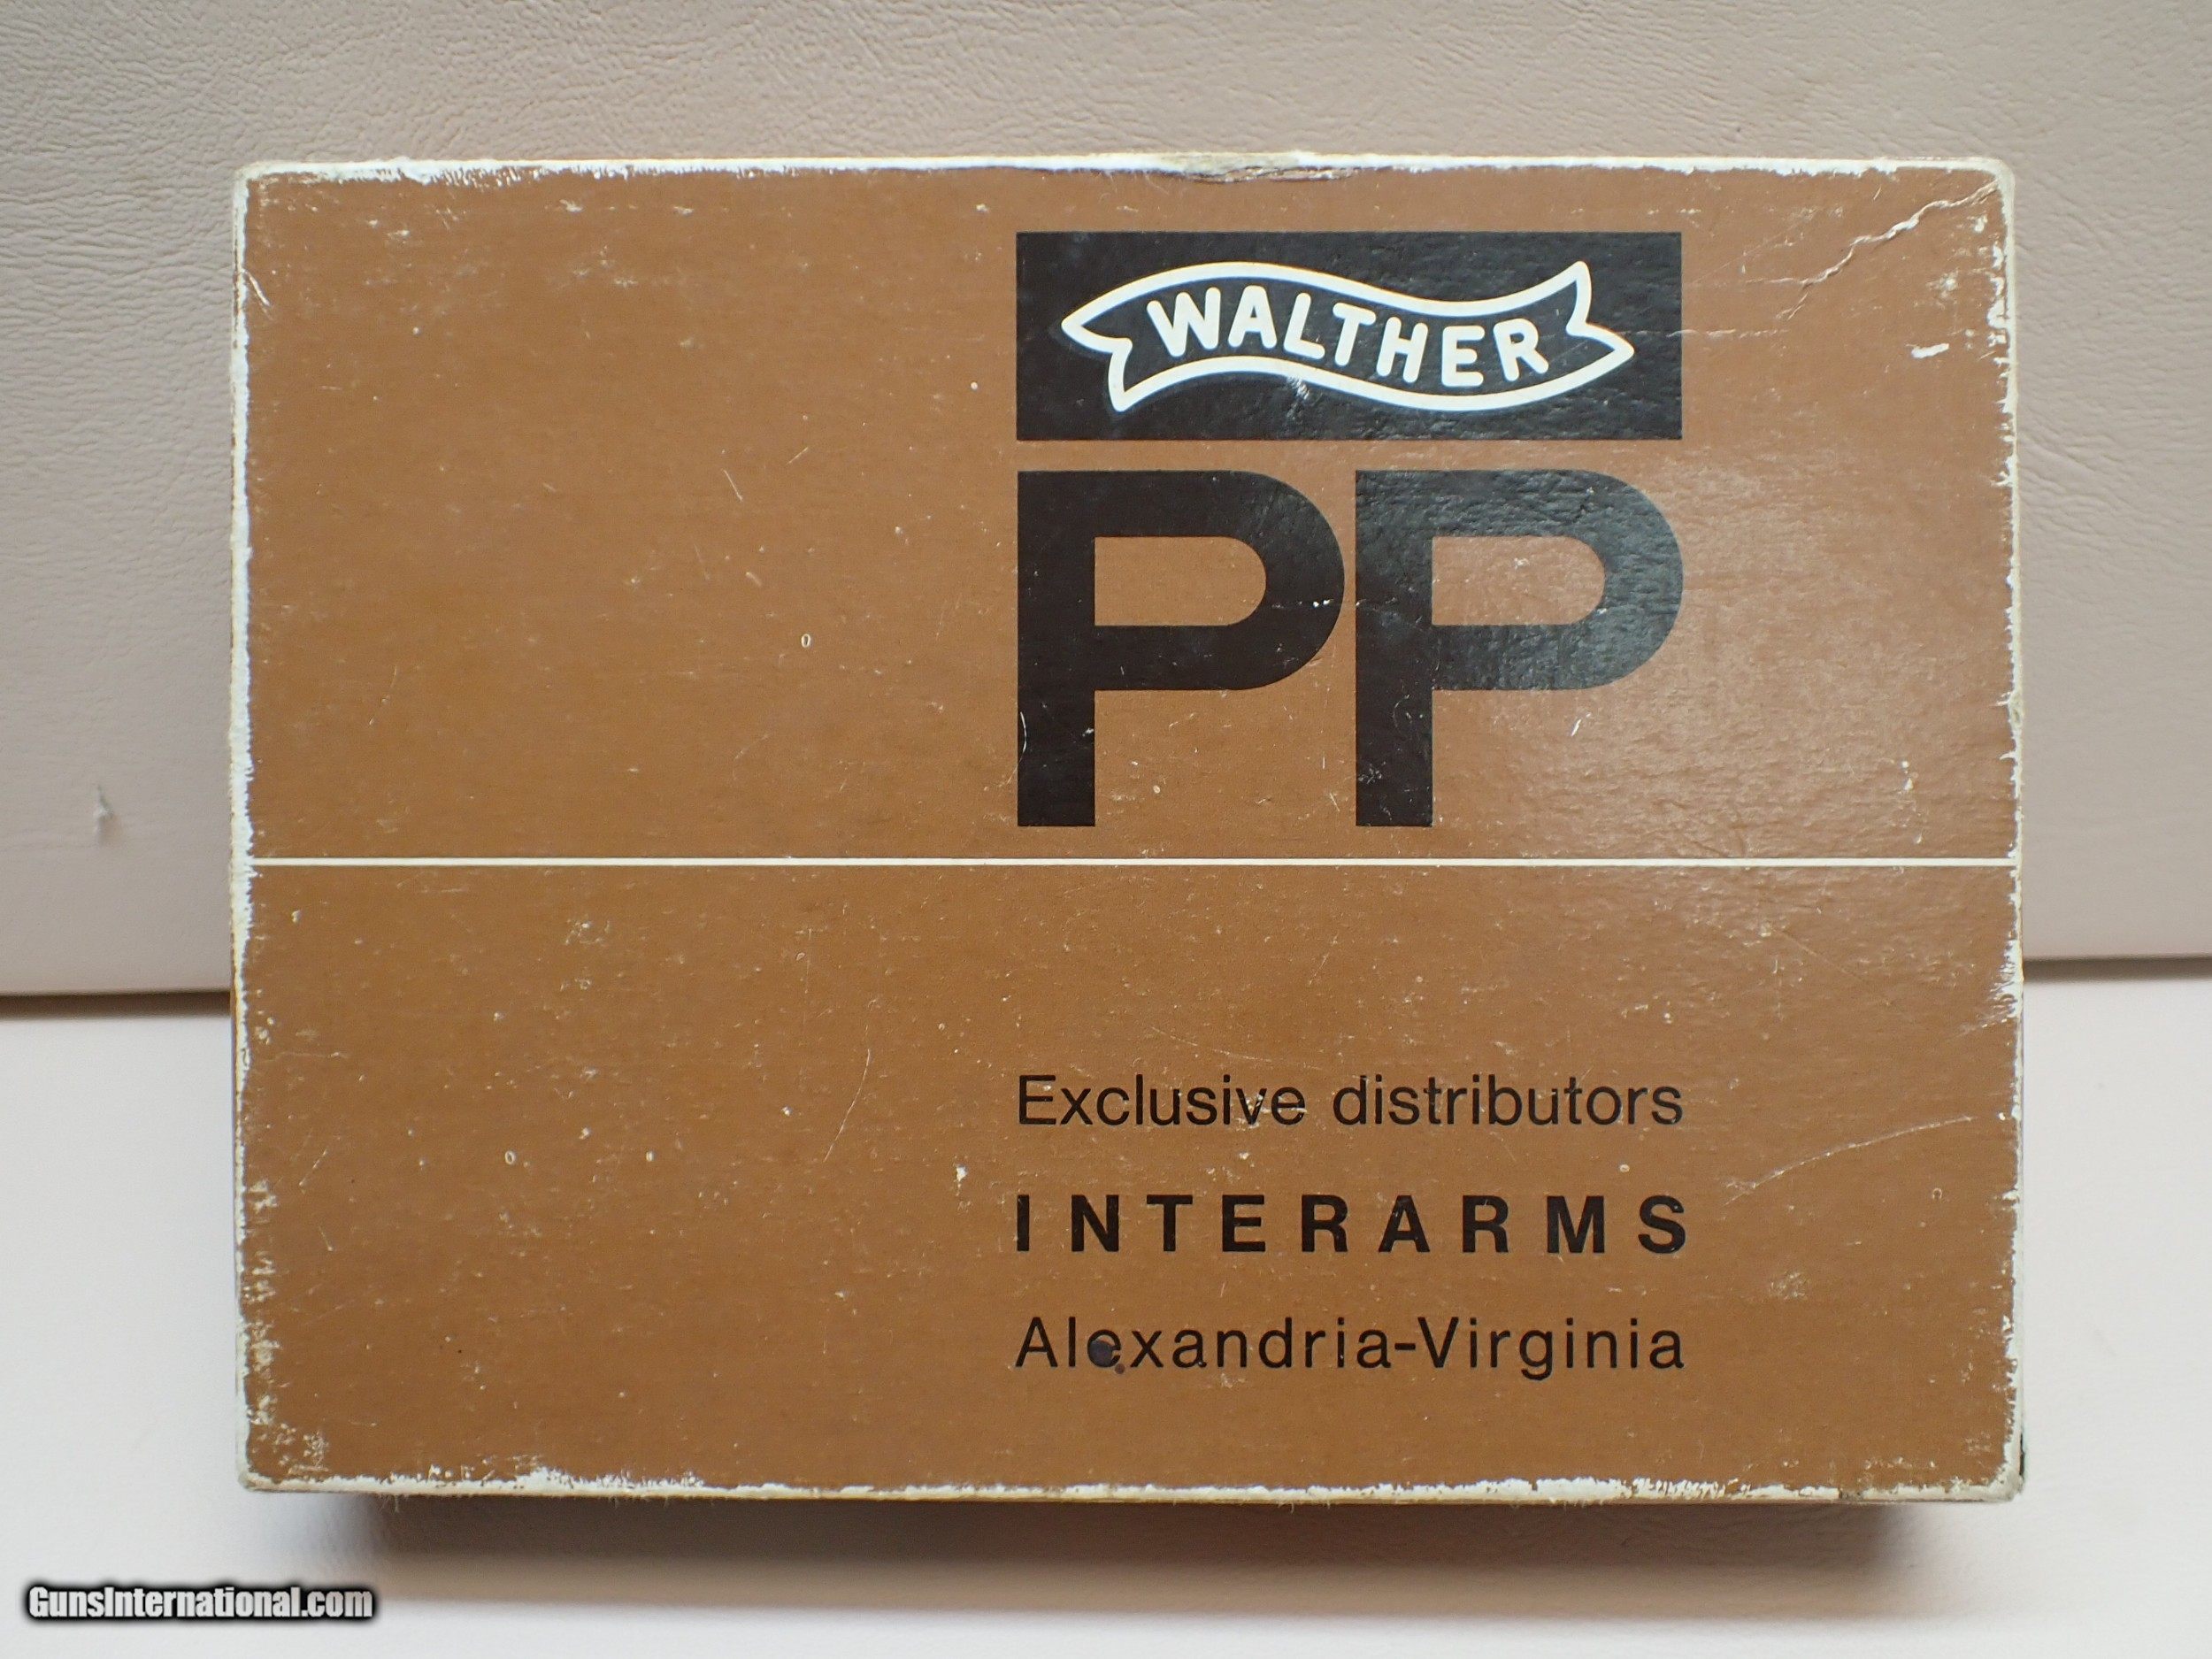 WALTHER
PP
Exclusive distributors
INTERARMS
Alexandria-Virginia
GunsInternational.com